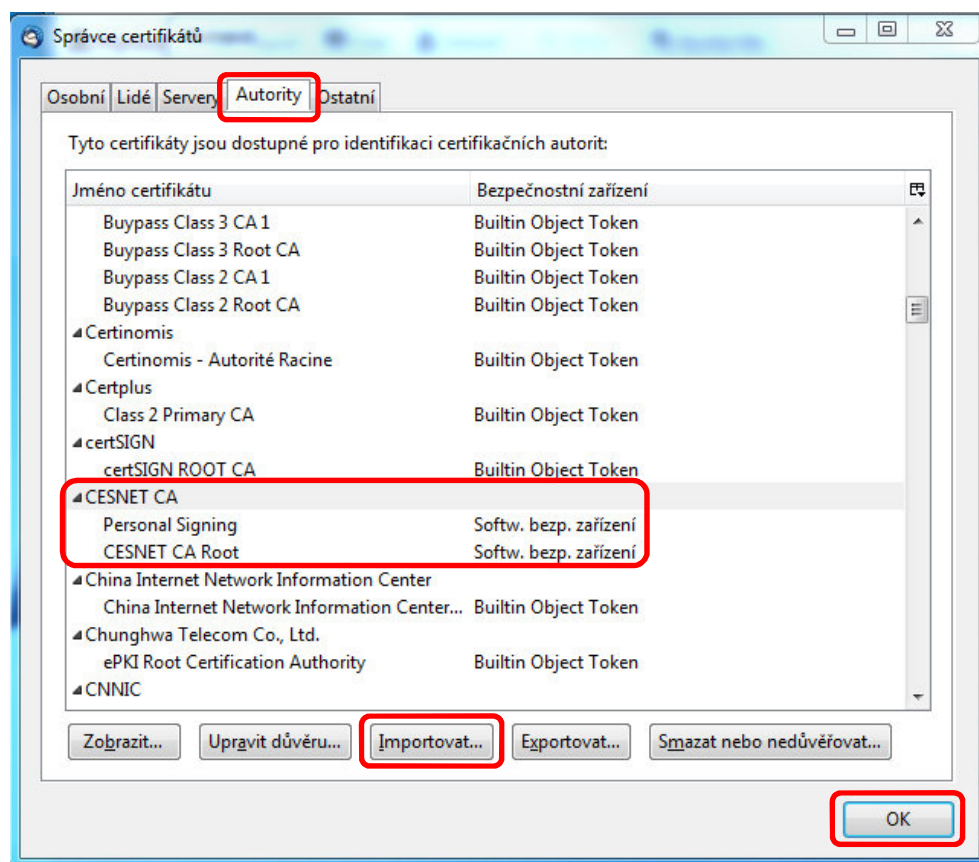 Správce certifikátů
Osobní Lidé Servery Autority Ostatní
Tyto certifikáty jsou dostupné pro identifikaci certifikačních autorit:
Jméno certifikátu Bezpečnostní zařízení
Buypass Class 3 CA 1 Builtin Object Token
Buypass Class 3 Root CA Builtin Object Token
Buypass Class 2 CA 1 Builtin Object Token
Buypass Class 2 Root CA Builtin Object Token
Certinomis
Certinomis - Autorité Racine Builtin Object Token
Certplus
Class 2 Primary CA Builtin Object Token
certSIGN
certSIGN ROOT CA Builtin Object Token
CESNET CA
Personal Signing Softw. bezp. zařízení
CESNET CA Root Softw. bezp. zařízení
China Internet Network Information Center
China Internet Network Information Center... Builtin Object Token
Chunghwa Telecom Co., Ltd.
ePKI Root Certification Authority Builtin Object Token
CNNIC
Zobrazit... Upravit důvěru... Importovat... Exportovat... Smazat nebo nedůvěřovat...
OK